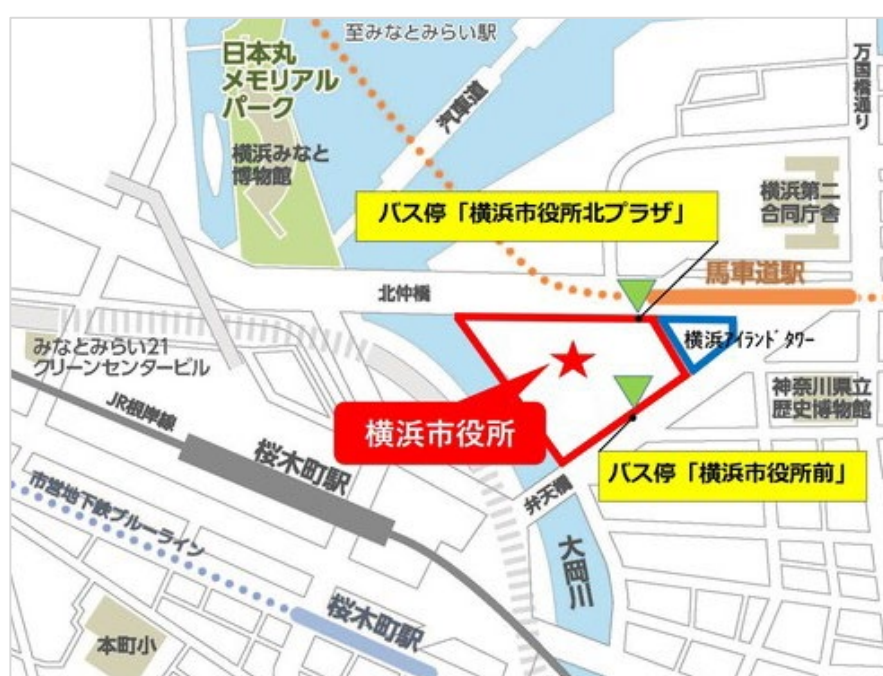 至みなとみらい駅
日本丸
メモリアル
パーク
汽車道
万国橋通り
横浜みなと
博物館
横浜第二
合同庁舎
バス停「横浜市役所北プラザ」
馬車道駅
北仲橋
横浜アイランドタワー
みなとみらい21
クリーンセンタービル
神奈川県立
歴史博物館
JR根岸線
横浜市役所
桜木町駅
バス停「横浜市役所前」
市営地下鉄ブルーライン
弁天橋
大岡川
桜木町駅
本町小